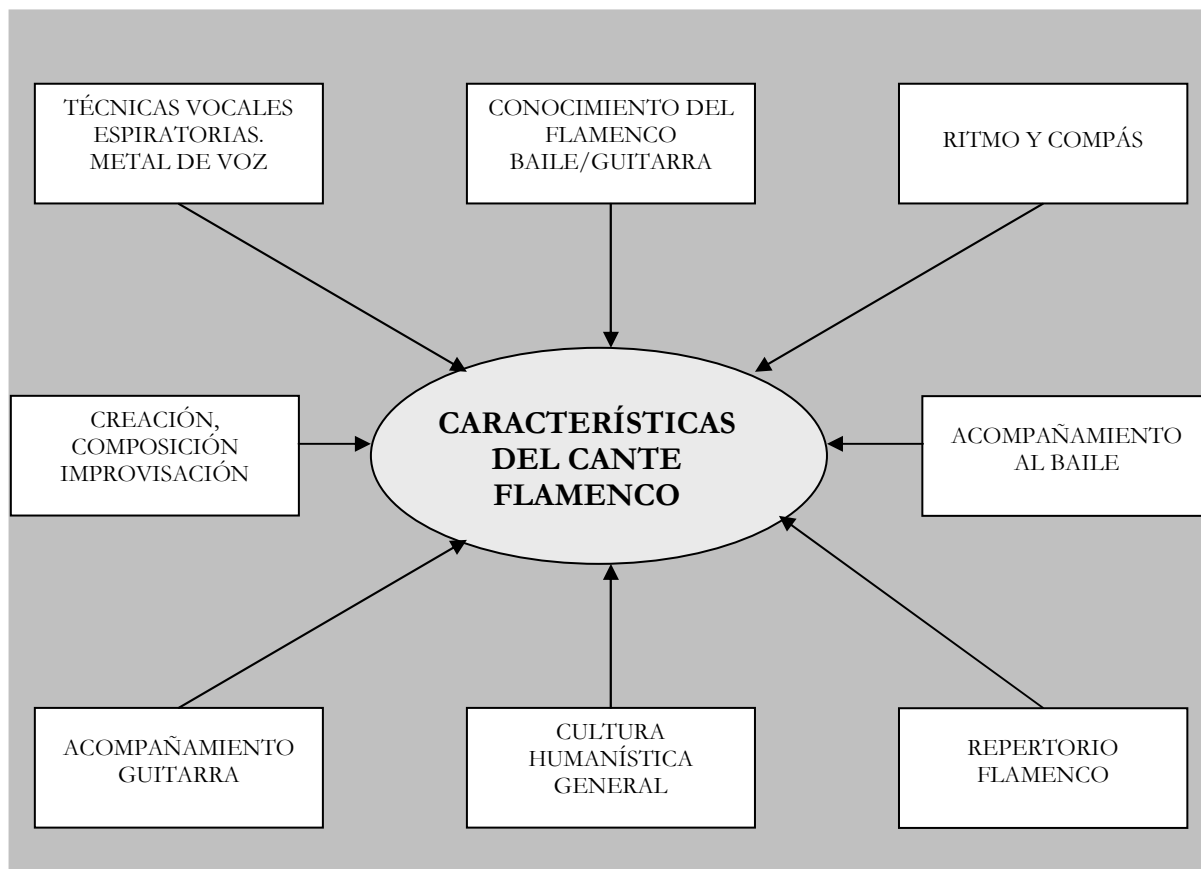 TÉCNICAS VOCALES
ESPIRATORIAS.
METAL DE VOZ
CONOCIMIENTO DEL
FLAMENCO
BAILE/GUITARRA
RITMO Y COMPÁS
CREACIÓN,
COMPOSICIÓN
IMPROVISACIÓN
CARACTERÍSTICAS
DEL CANTE
FLAMENCO
ACOMPAÑAMIENTO
AL BAILE
ACOMPAÑAMIENTO
GUITARRA
CULTURA
HUMANÍSTICA
GENERAL
REPERTORIO
FLAMENCO